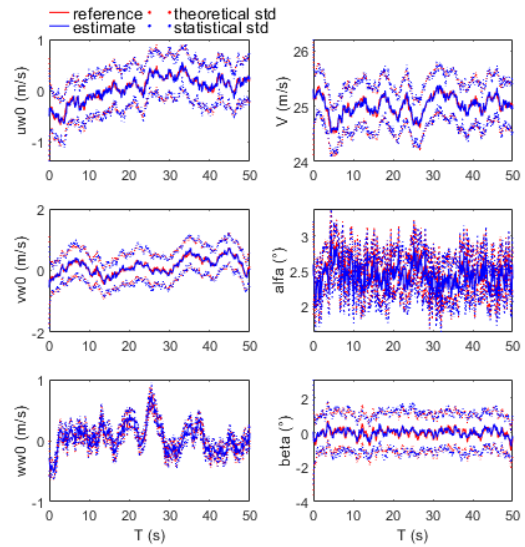 reference theoretical std
estimate statistical std
uw0 (m/s)
1
0
-1
0 10 20 30 40 50
V (m/s)
26
25
24
0 10 20 30 40 50
vw0 (m/s)
2
0
-2
0 10 20 30 40 50
alfa (°)
3
2.5
2
0 10 20 30 40 50
ww0 (m/s)
1
0
-1
0 10 20 30 40 50
T (s)
beta (°)
2
0
-2
-4
0 10 20 30 40 50
T (s)